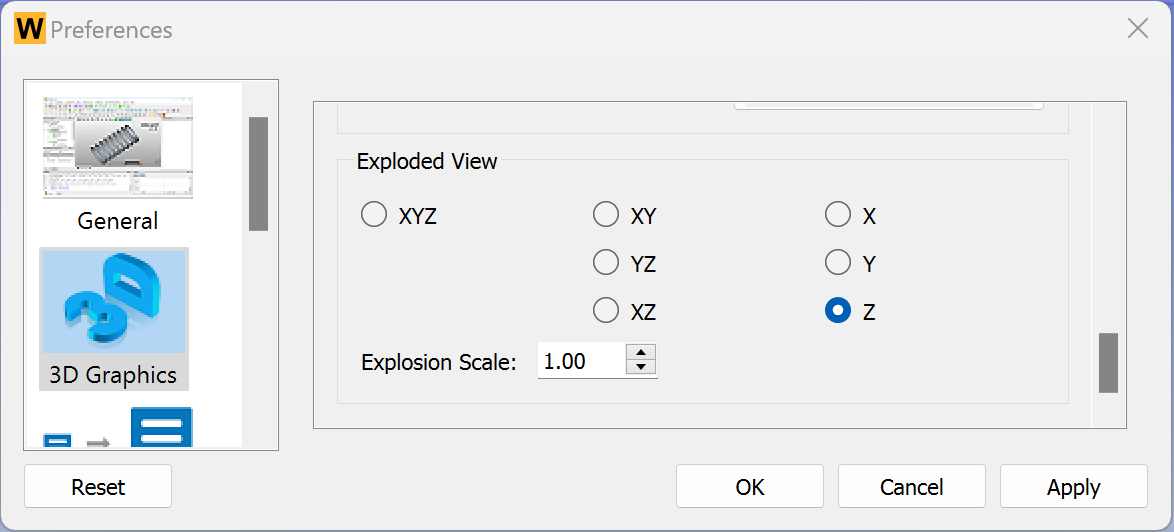 W Preferences
General
3D Graphics
Exploded View
XYZ XY X
YZ Y
XZ Z
Explosion Scale: 1.00
Reset OK Cancel Apply